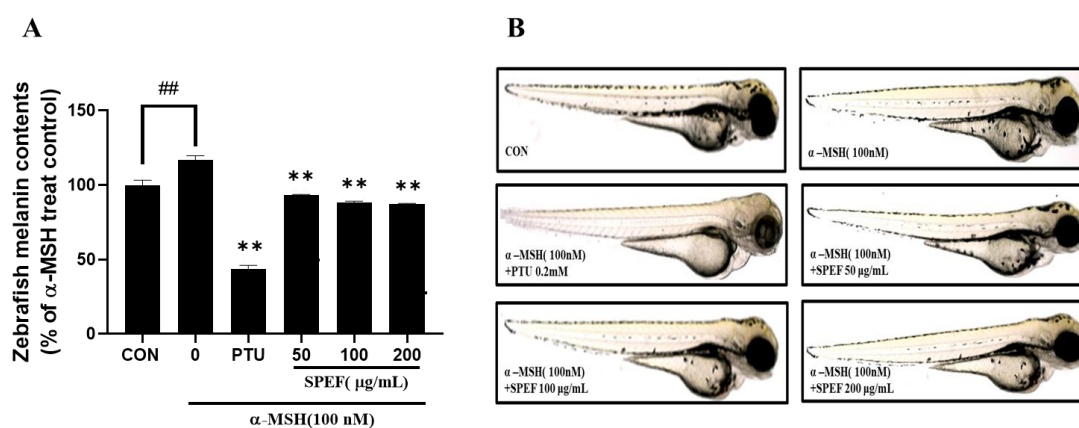 A
Zebrafish melanin contents
(% of α-MSH treat control)
150
100
50
0
##
**
**
**
**
CON
0
PTU
50
100
200
SPEF( μg/mL)
α-MSH(100 nM)
B
CON
α –MSH( 100nM)
α –MSH( 100nM)
+PTU 0.2mM
α –MSH( 100nM)
+SPEF 50 μg/mL
α –MSH( 100nM)
+SPEF 100 μg/mL
α –MSH( 100nM)
+SPEF 200 μg/mL